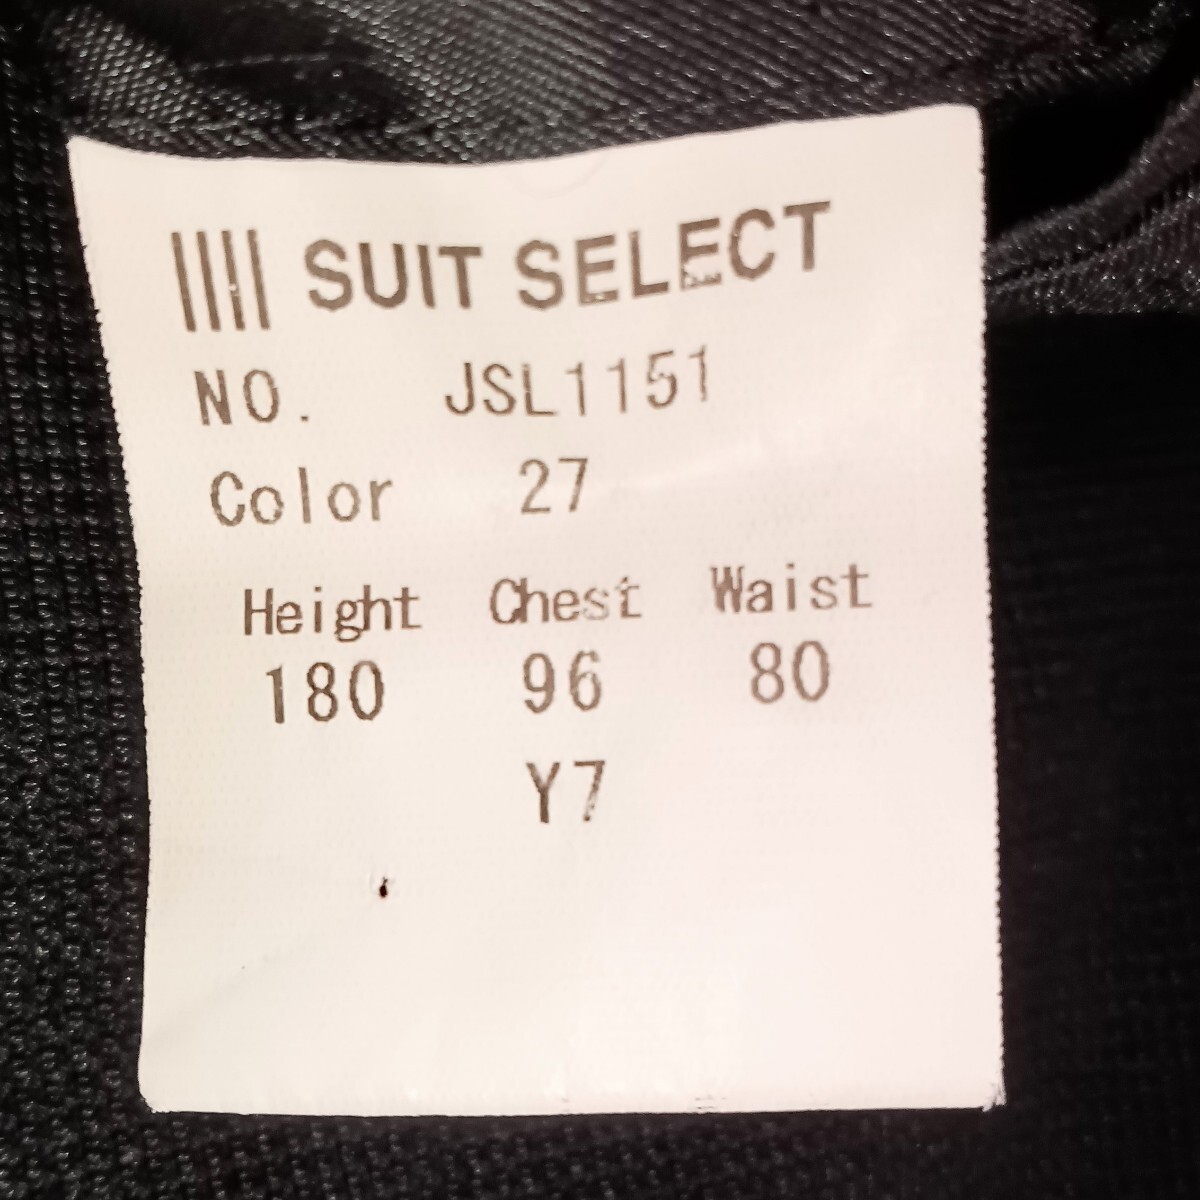 SUIT SELECT
NO. JSL1151
Color 27
Height Chest Waist
180 96 80
Y7